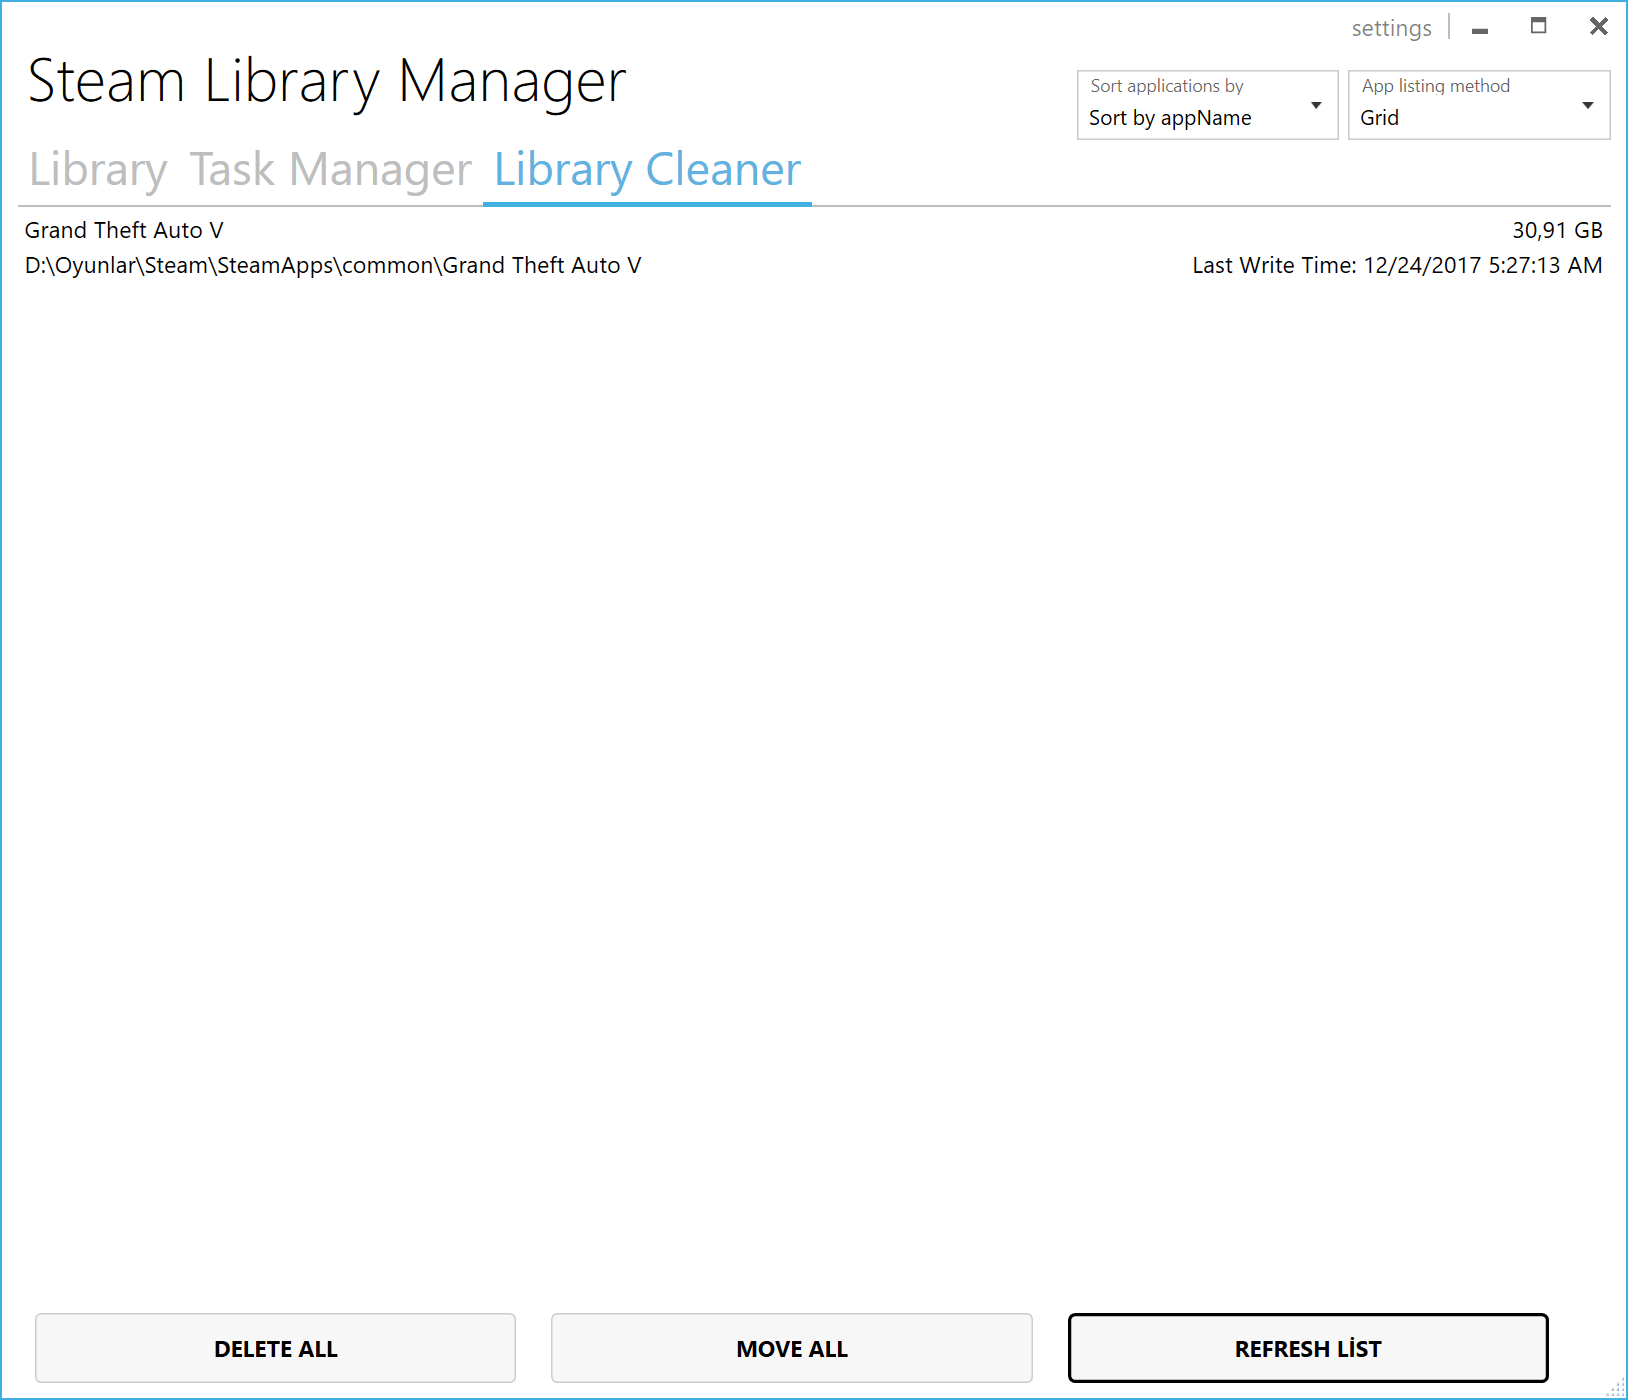 settings
Steam Library Manager
Sort applications by
Sort by appName
App listing method
Grid
Library Task Manager Library Cleaner
Grand Theft Auto V 30,91 GB
D:\Oyunlar\Steam\SteamApps\common\Grand Theft Auto V Last Write Time: 12/24/2017 5:27:13 AM
DELETE ALL MOVE ALL REFRESH LİST